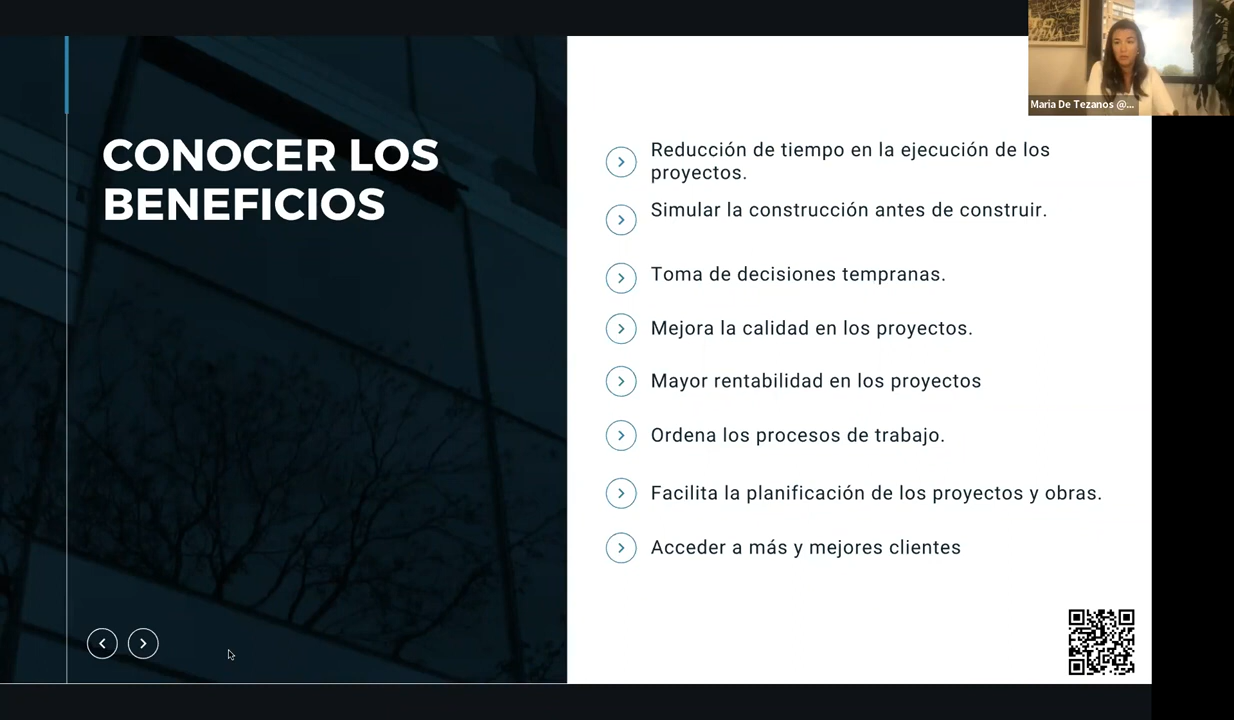 Maria De Tezanos @...
CONOCER LOS
BENEFICIOS
Reducción de tiempo en la ejecución de los
proyectos.
Simular la construcción antes de construir.
Toma de decisiones tempranas.
Mejora la calidad en los proyectos.
Mayor rentabilidad en los proyectos
Ordena los procesos de trabajo.
Facilita la planificación de los proyectos y obras.
Acceder a más y mejores clientes